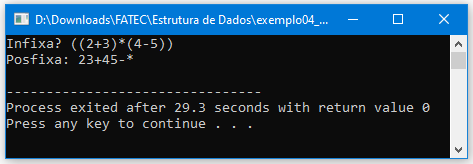 D:\Downloads\FATEC\Estrutura de Dados\exemplo04_...
Infixa? ((2+3)*(4-5))
Posfixa: 23+45-*
--------------------------------
Process exited after 29.3 seconds with return value 0
Press any key to continue . . .